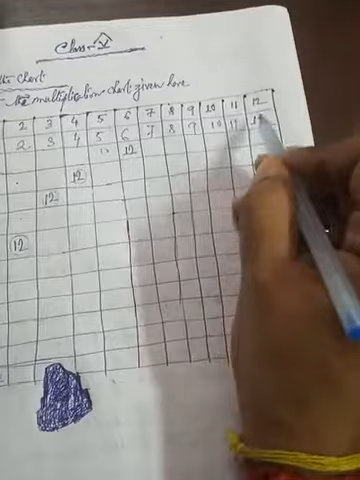 Class-V
the Chart
the multiplication chart given here
2 3 4 5 6 7 8 9 10 11 12
2 3 4 5 6 7 8 9 10 11
12
12
12
12